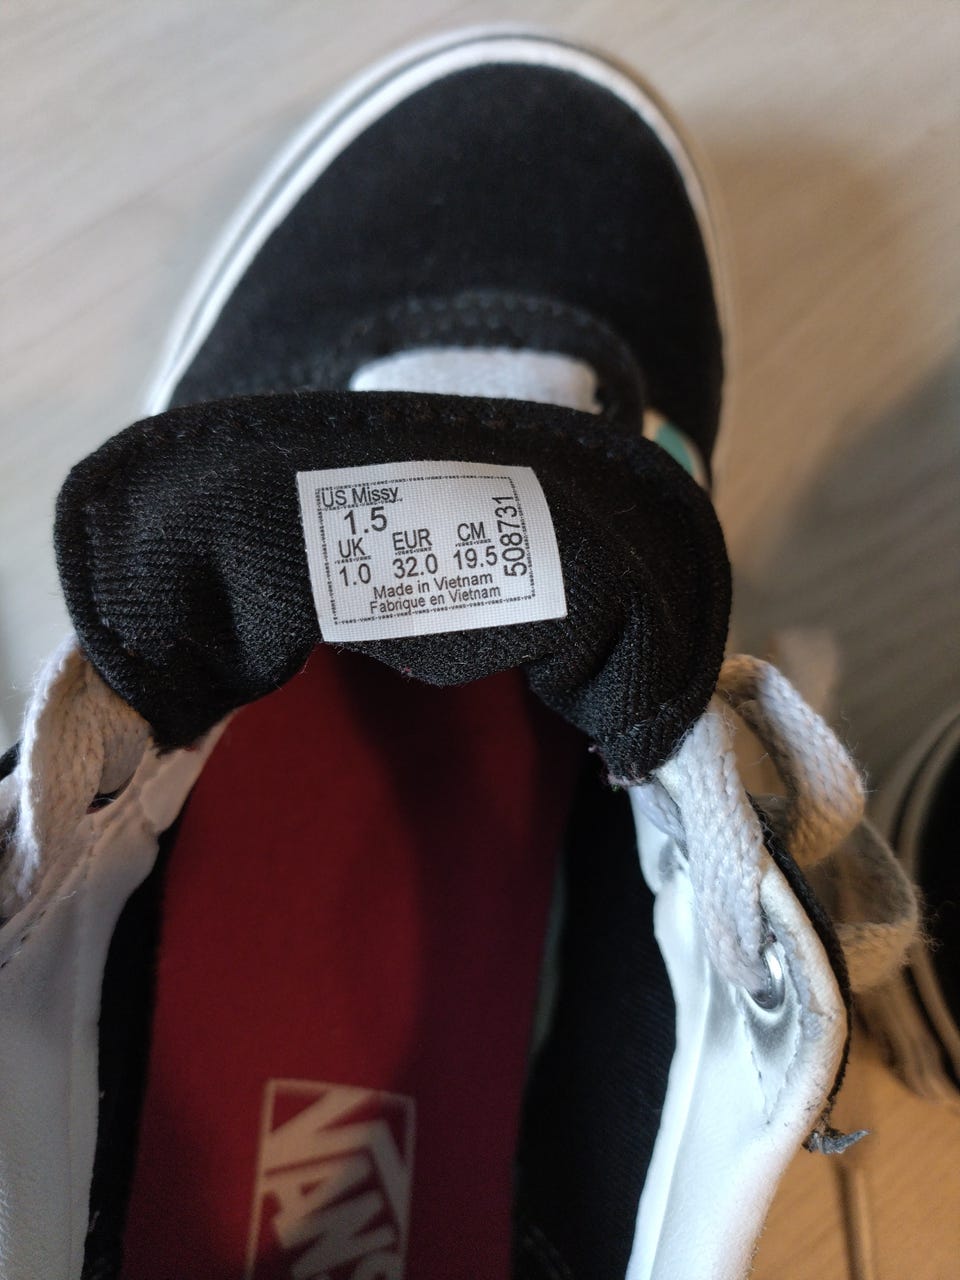 US Missy
1.5
UK EUR CM
1.0 32.0 19.5
Made in Vietnam
Fabrique en Vietnam
508731
VANS